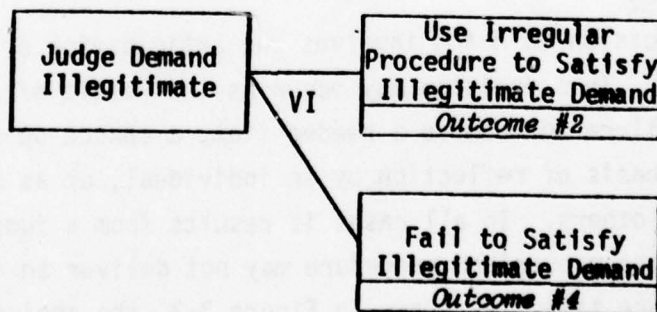 Judge Demand
Illegitimate
VI
Use Irregular
Procedure to Satisfy
Illegitimate Demand
Outcome #2
Fail to Satisfy
Illegitimate Demand
Outcome #4